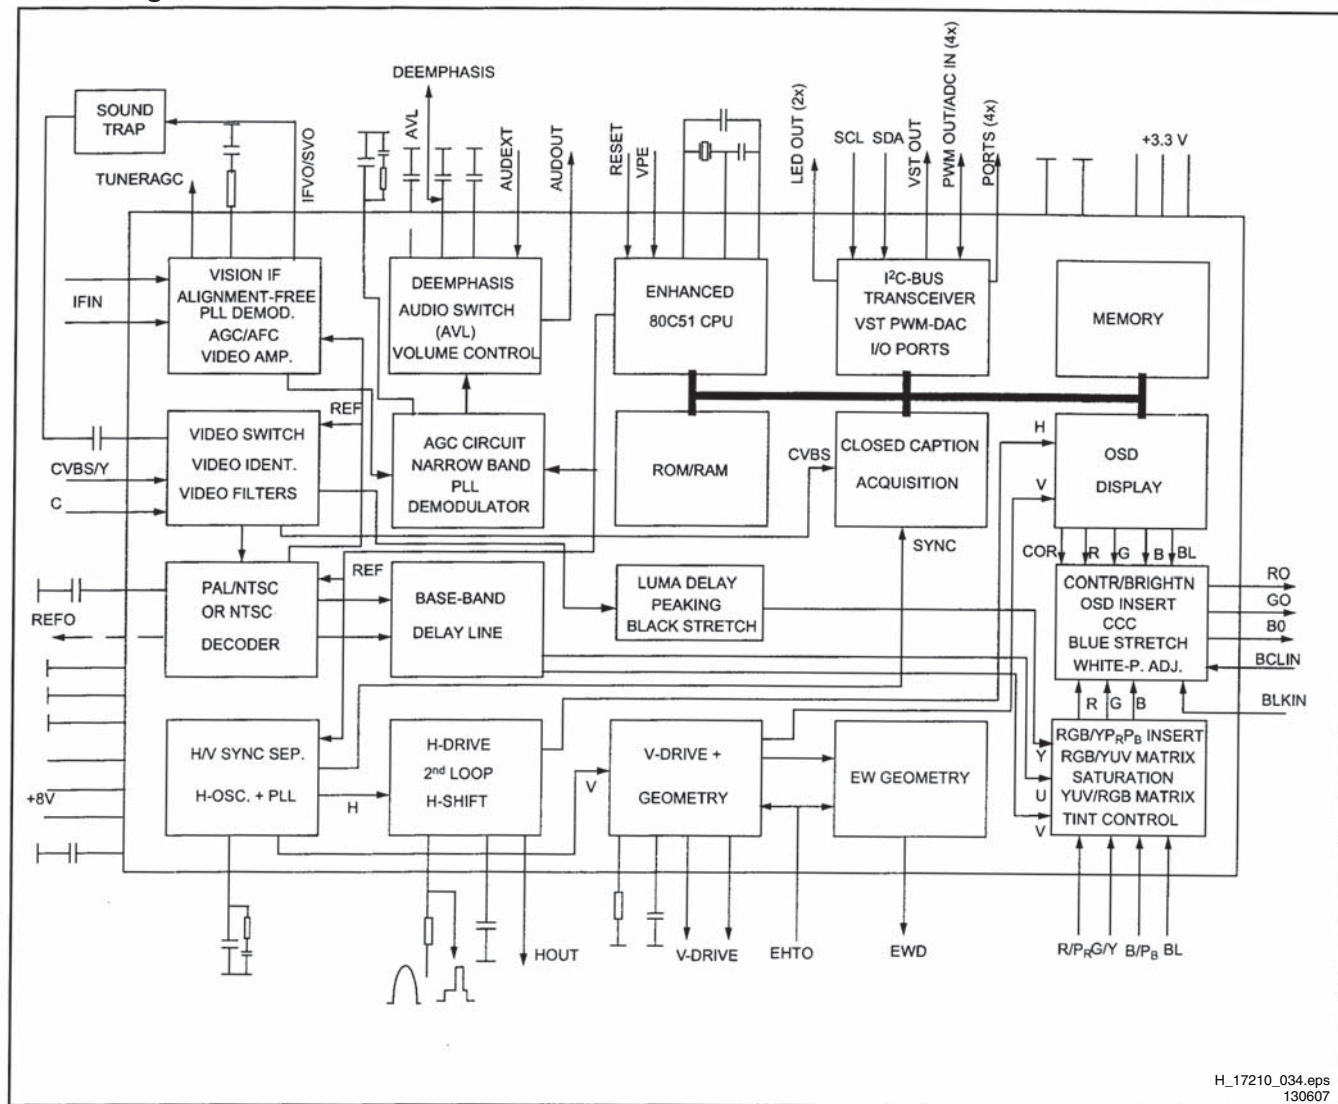 DEEMPHASIS
SOUND
TRAP
TUNERAGC
IFVO/SVO
AVL
AUDEXT
AUDOUT
RESET
VPE
LED OUT (2x)
SCL
SDA
VST OUT
PWM OUT/ADC IN (4x)
PORTS (4x)
+3.3 V
IFIN
VISION IF
ALIGNMENT-FREE
PLL DEMOD.
AGC/AFC
VIDEO AMP.
DEEMPHASIS
AUDIO SWITCH
(AVL)
VOLUME CONTROL
ENHANCED
80C51 CPU
I²C-BUS
TRANSCEIVER
VST PWM-DAC
I/O PORTS
MEMORY
REF
CVBS/Y
C
VIDEO SWITCH
VIDEO IDENT.
VIDEO FILTERS
AGC CIRCUIT
NARROW BAND
PLL
DEMODULATOR
ROM/RAM
CVBS
CLOSED CAPTION
ACQUISITION
SYNC
H
V
OSD
DISPLAY
COR
R
G
B
BL
REFO
PAL/NTSC
OR NTSC
DECODER
REF
BASE-BAND
DELAY LINE
LUMA DELAY
PEAKING
BLACK STRETCH
CONTR/BRIGHTN
OSD INSERT
CCC
BLUE STRETCH
WHITE-P. ADJ.
RO
GO
B0
BCLIN
BLKIN
R
G
B
+8V
H/V SYNC SEP.
H-OSC. + PLL
H
H-DRIVE
2nd LOOP
H-SHIFT
V
V-DRIVE +
GEOMETRY
EW GEOMETRY
Y
U
V
RGB/YPRPB INSERT
RGB/YUV MATRIX
SATURATION
YUV/RGB MATRIX
TINT CONTROL
HOUT
V-DRIVE
EHTO
EWD
R/PR
G/Y
B/PB
BL
H_17210_034.eps
130607